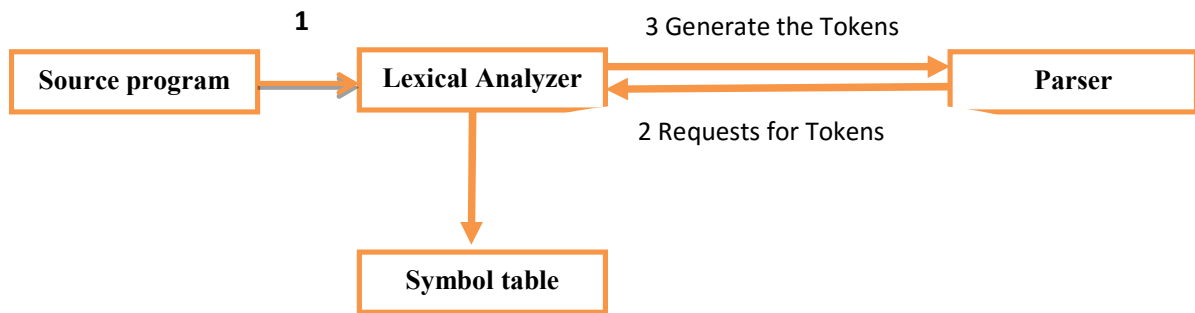 1
3 Generate the Tokens
Source program
Lexical Analyzer
Parser
2 Requests for Tokens
Symbol table